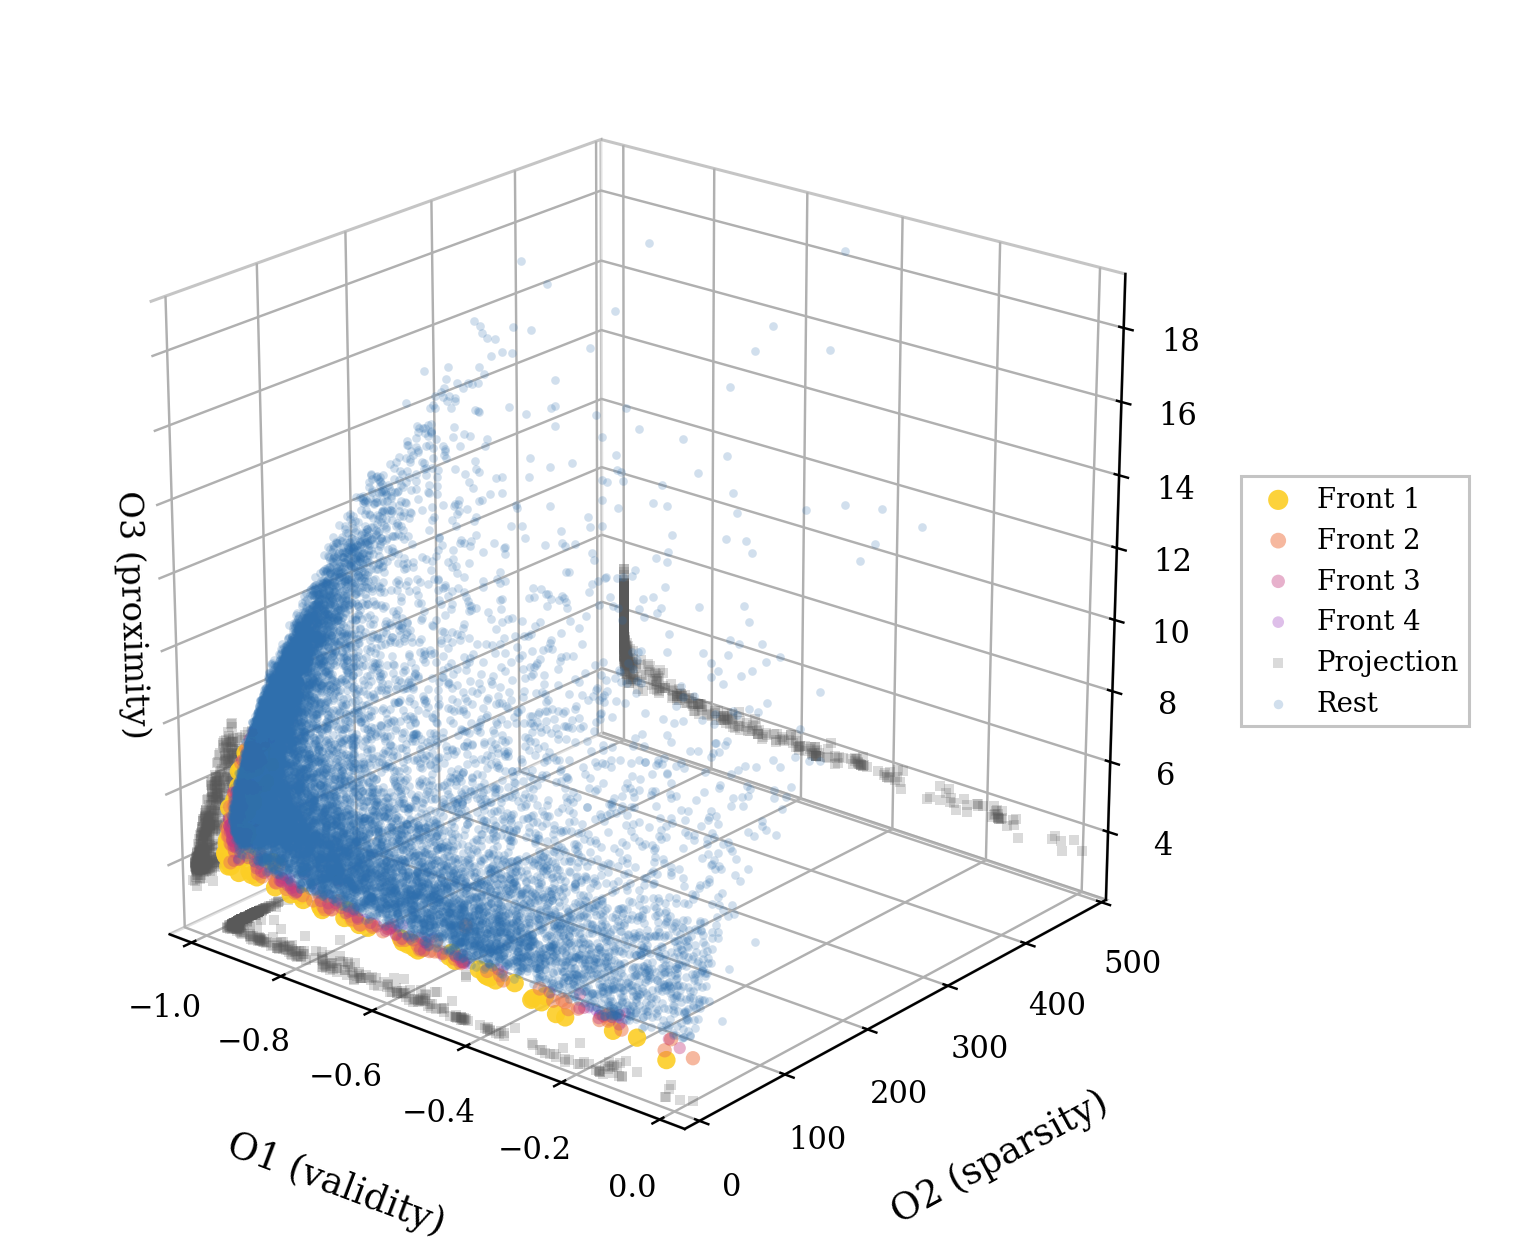 18
16
14
12
10
8
6
4
O3 (proximity)
−1.0
−0.8
−0.6
−0.4
−0.2
0.0
O1 (validity)
0
100
200
300
400
500
O2 (sparsity)
Front 1
Front 2
Front 3
Front 4
Projection
Rest